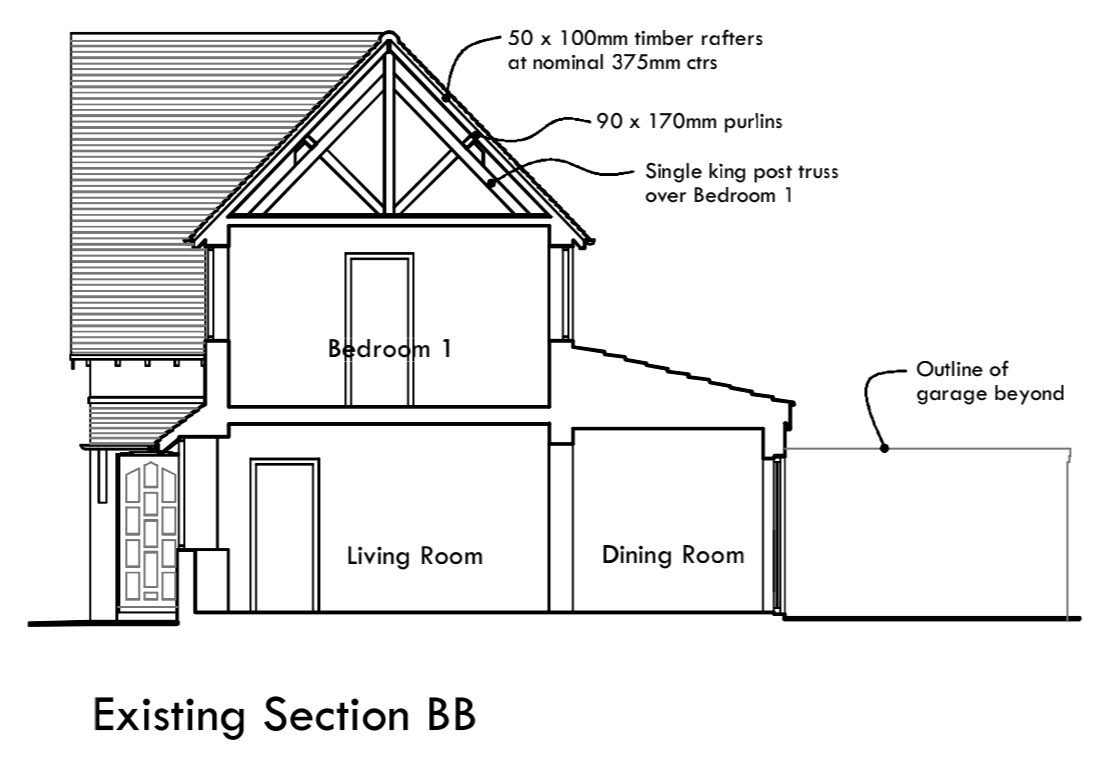 50 x 100mm timber rafters
at nominal 375mm ctrs
90 x 170mm purlins
Single king post truss
over Bedroom 1
Bedroom 1
Outline of
garage beyond
Living Room
Dining Room
Existing Section BB